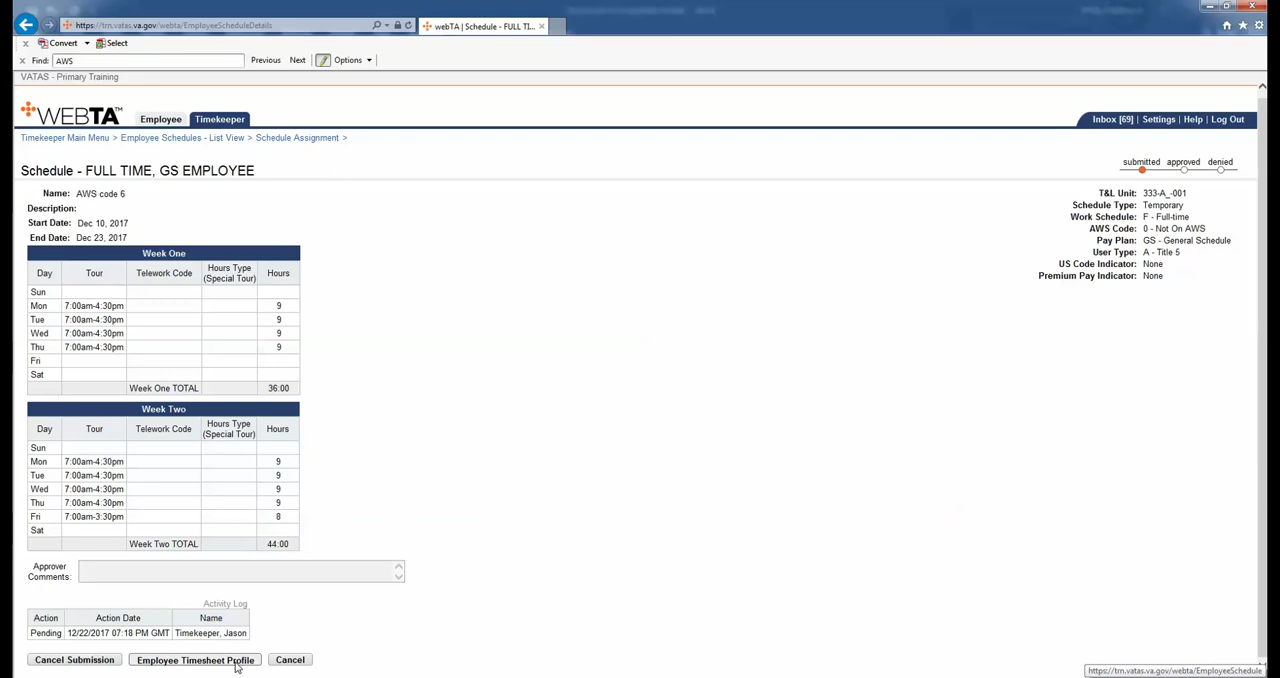 https://trn.vatas.va.gov/webta/EmployeeScheduleDetails
webTA | Schedule - FULL TI...
Convert Select
Find: AWS Previous Next Options
VATAS - Primary Training
WEBTA™ Employee Timekeeper Inbox [69] | Settings | Help | Log Out
Timekeeper Main Menu > Employee Schedules - List View > Schedule Assignment >
Schedule - FULL TIME, GS EMPLOYEE
submitted approved denied
Name: AWS code 6
Description:
Start Date: Dec 10, 2017
End Date: Dec 23, 2017
T&L Unit: 333-A_-001
Schedule Type: Temporary
Work Schedule: F - Full-time
AWS Code: 0 - Not On AWS
Pay Plan: GS - General Schedule
User Type: A - Title 5
US Code Indicator: None
Premium Pay Indicator: None
Week One
Day Tour Telework Code Hours Type (Special Tour) Hours
Sun
Mon 7:00am-4:30pm 9
Tue 7:00am-4:30pm 9
Wed 7:00am-4:30pm 9
Thu 7:00am-4:30pm 9
Fri
Sat
Week One TOTAL 36:00
Week Two
Day Tour Telework Code Hours Type (Special Tour) Hours
Sun
Mon 7:00am-4:30pm 9
Tue 7:00am-4:30pm 9
Wed 7:00am-4:30pm 9
Thu 7:00am-4:30pm 9
Fri 7:00am-3:30pm 8
Sat
Week Two TOTAL 44:00
Approver Comments:
Activity Log
Action Action Date Name
Pending 12/22/2017 07:18 PM GMT Timekeeper, Jason
Cancel Submission Employee Timesheet Profile Cancel
https://trn.vatas.va.gov/webta/EmployeeSchedule